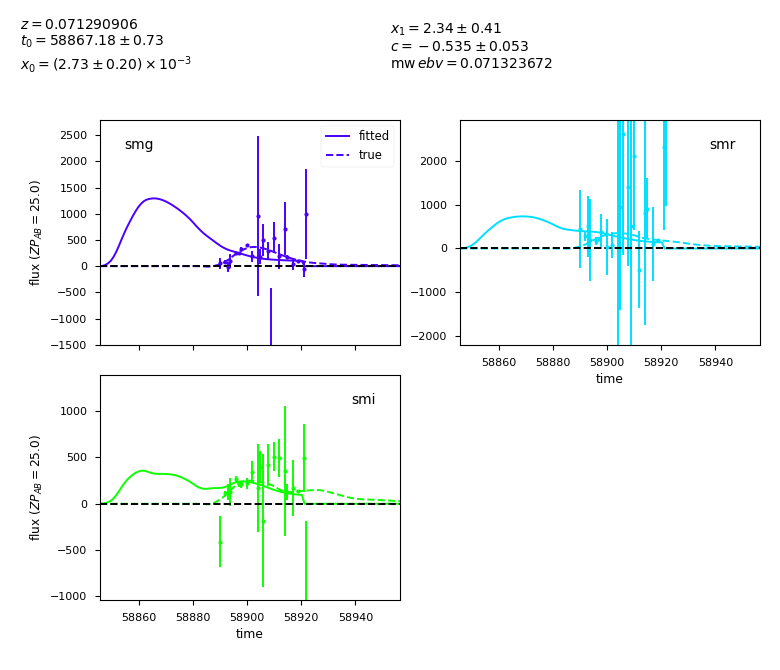 z = 0.071290906
t0 = 58867.18 ± 0.73
x0 = (2.73 ± 0.20) × 10^−3
x1 = 2.34 ± 0.41
c = −0.535 ± 0.053
mw ebv = 0.071323672
smg
fitted
true
2500
2000
1500
1000
500
0
−500
−1000
−1500
flux (ZP_AB = 25.0)
smr
2000
1000
0
−1000
−2000
58860 58880 58900 58920 58940
time
smi
1000
500
0
−500
−1000
flux (ZP_AB = 25.0)
58860 58880 58900 58920 58940
time